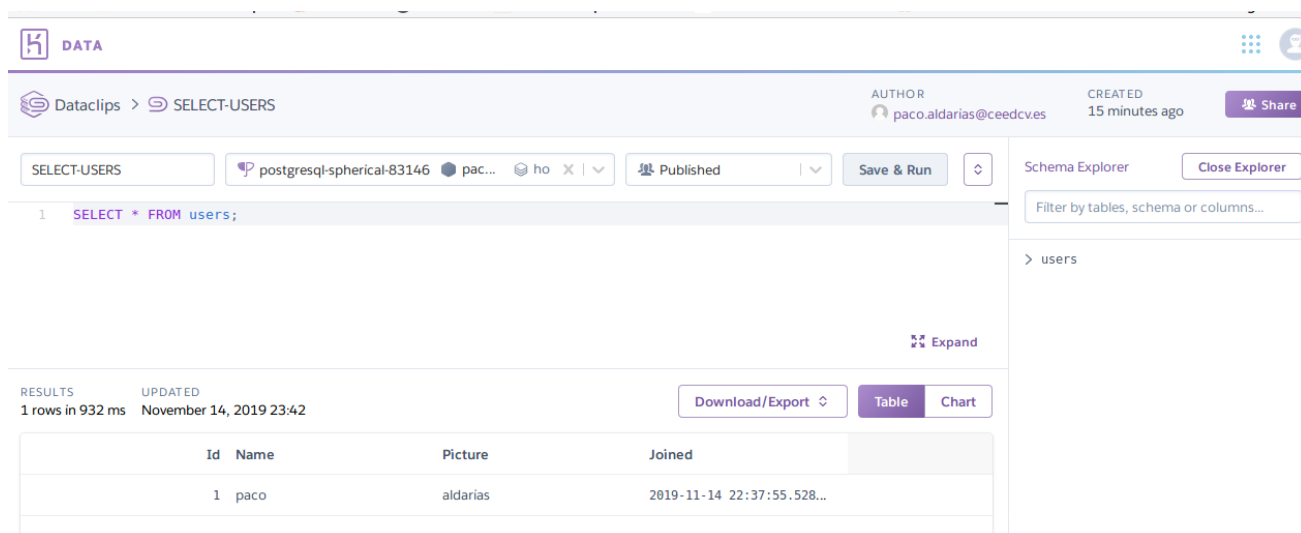 DATA
Dataclips > SELECT-USERS
AUTHOR
paco.aldarias@ceedcv.es
CREATED
15 minutes ago
Share
SELECT-USERS
postgresql-spherical-83146 pac... ho
Published
Save & Run
Schema Explorer
Close Explorer
Filter by tables, schema or columns...
1 SELECT * FROM users;
users
Expand
RESULTS
1 rows in 932 ms
UPDATED
November 14, 2019 23:42
Download/Export
Table
Chart
Id Name Picture Joined
1 paco aldarias 2019-11-14 22:37:55.528...